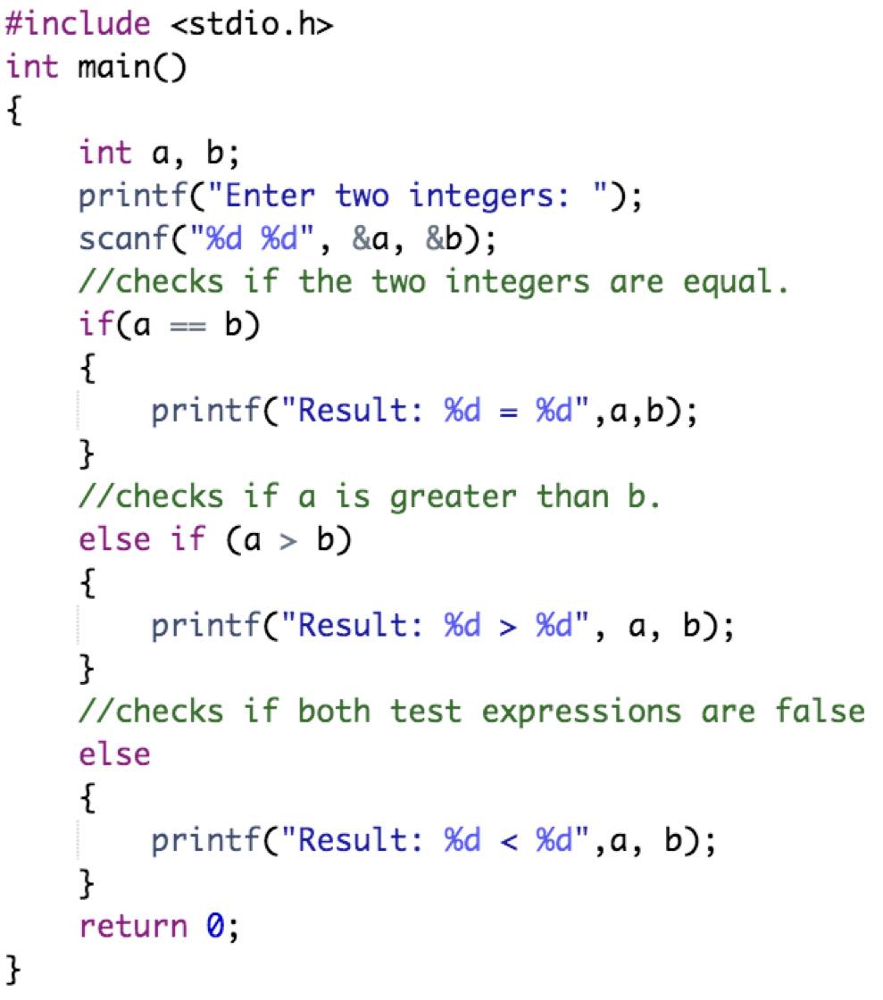 #include <stdio.h>
int main()
{
    int a, b;
    printf("Enter two integers: ");
    scanf("%d %d", &a, &b);
    //checks if the two integers are equal.
    if(a == b)
    {
        printf("Result: %d = %d",a,b);
    }
    //checks if a is greater than b.
    else if (a > b)
    {
        printf("Result: %d > %d", a, b);
    }
    //checks if both test expressions are false
    else
    {
        printf("Result: %d < %d",a, b);
    }
    return 0;
}